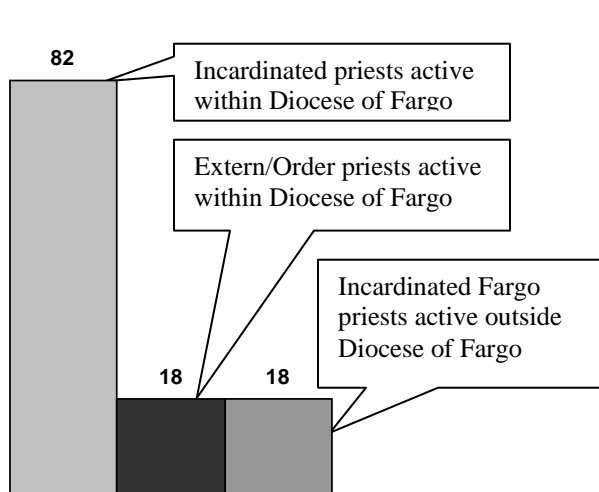 82
Incardinated priests active
within Diocese of Fargo
Extern/Order priests active
within Diocese of Fargo
Incardinated Fargo
priests active outside
Diocese of Fargo
18
18